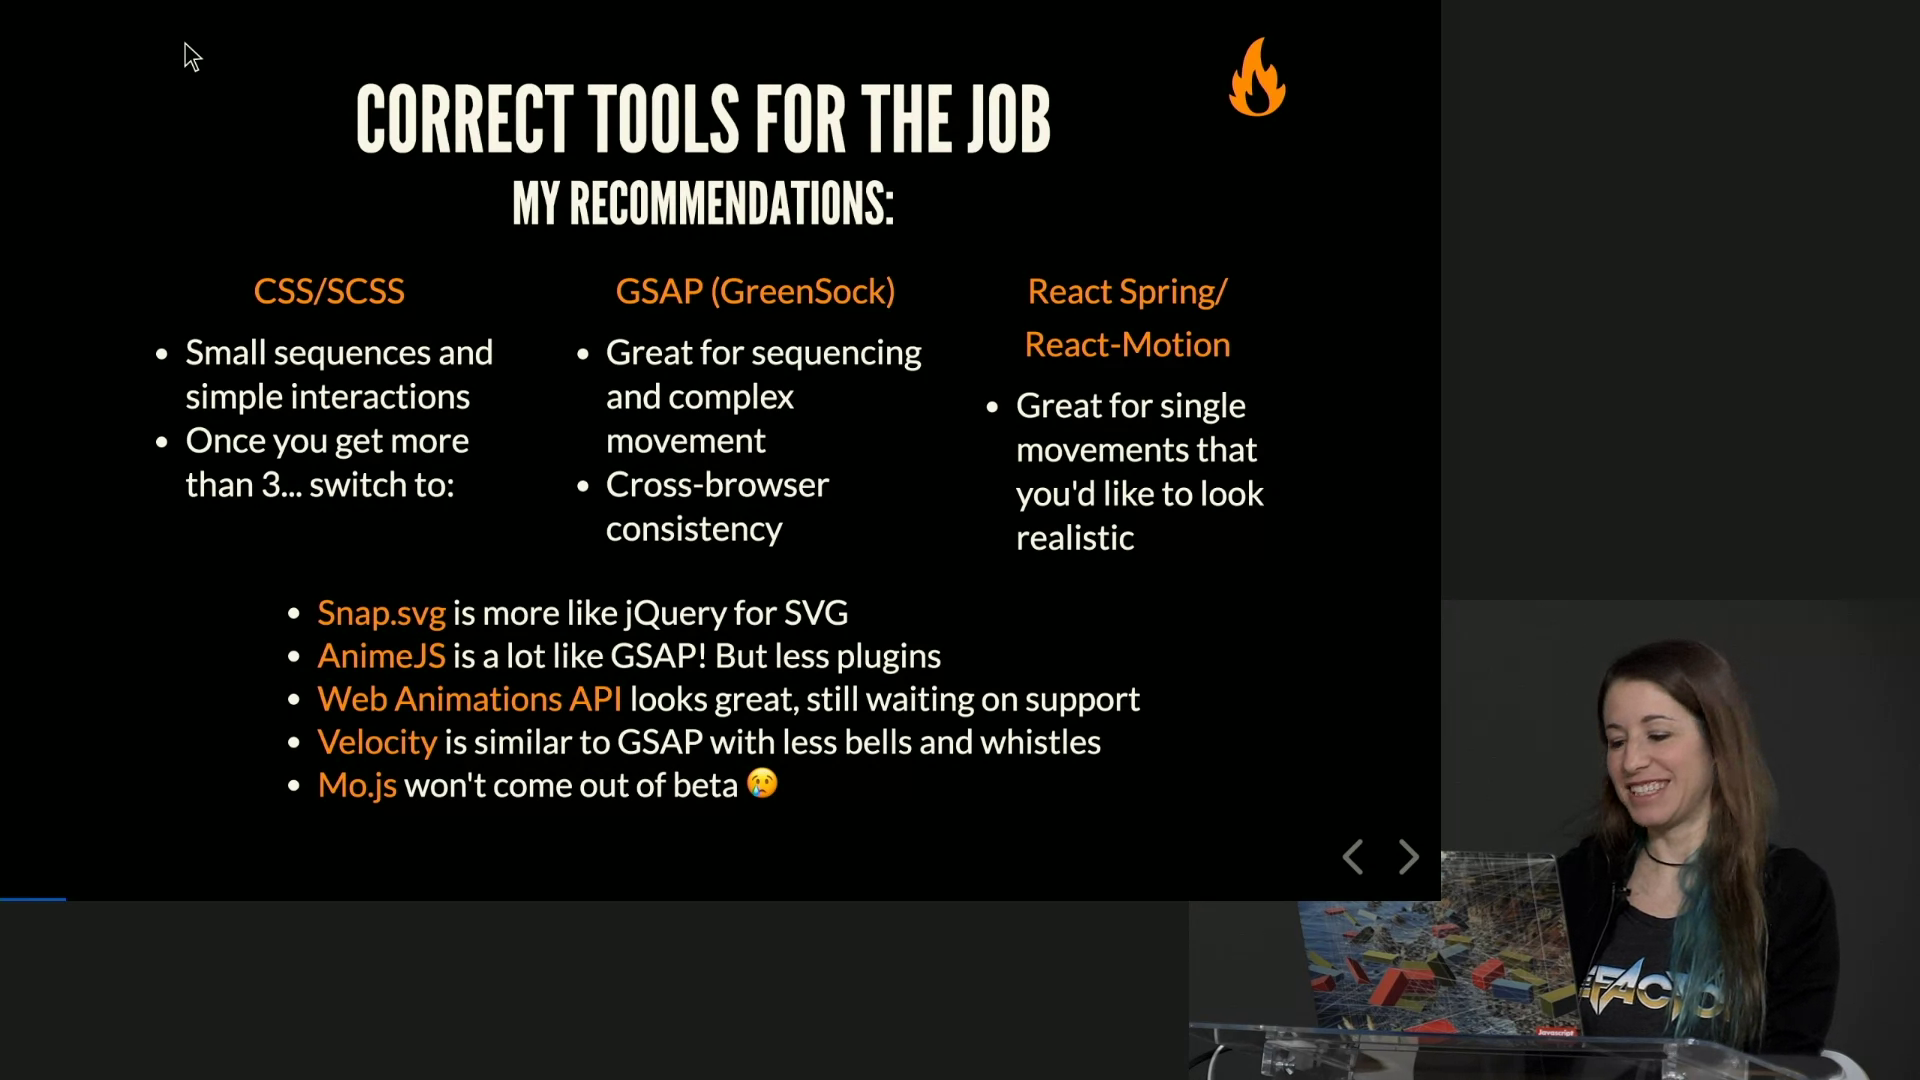 CORRECT TOOLS FOR THE JOB
MY RECOMMENDATIONS:
CSS/SCSS
• Small sequences and
simple interactions
• Once you get more
than 3... switch to:
GSAP (GreenSock)
• Great for sequencing
and complex
movement
• Cross-browser
consistency
React Spring/
React-Motion
• Great for single
movements that
you'd like to look
realistic
• Snap.svg is more like jQuery for SVG
• AnimeJS is a lot like GSAP! But less plugins
• Web Animations API looks great, still waiting on support
• Velocity is similar to GSAP with less bells and whistles
• Mo.js won't come out of beta 😢
Javascript